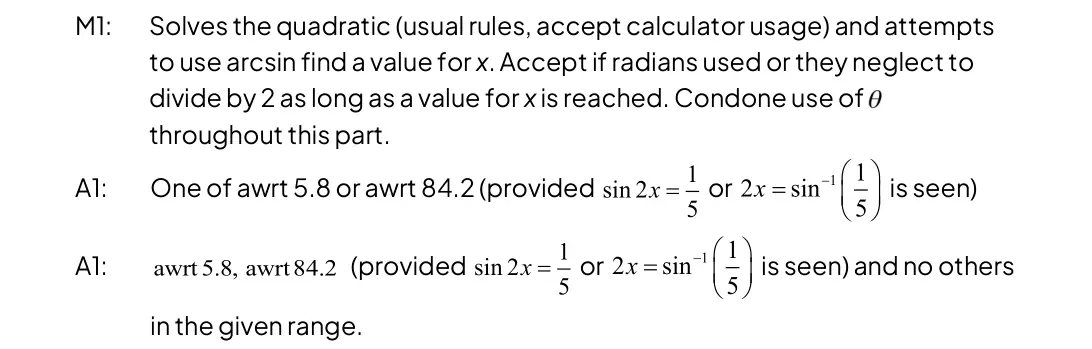 M1: Solves the quadratic (usual rules, accept calculator usage) and attempts
to use arcsin find a value for x. Accept if radians used or they neglect to
divide by 2 as long as a value for x is reached. Condone use of θ
throughout this part.
A1: One of awrt 5.8 or awrt 84.2 (provided sin 2x = 1/5 or 2x = sin⁻¹(1/5) is seen)
A1: awrt 5.8, awrt 84.2 (provided sin 2x = 1/5 or 2x = sin⁻¹(1/5) is seen) and no others
in the given range.